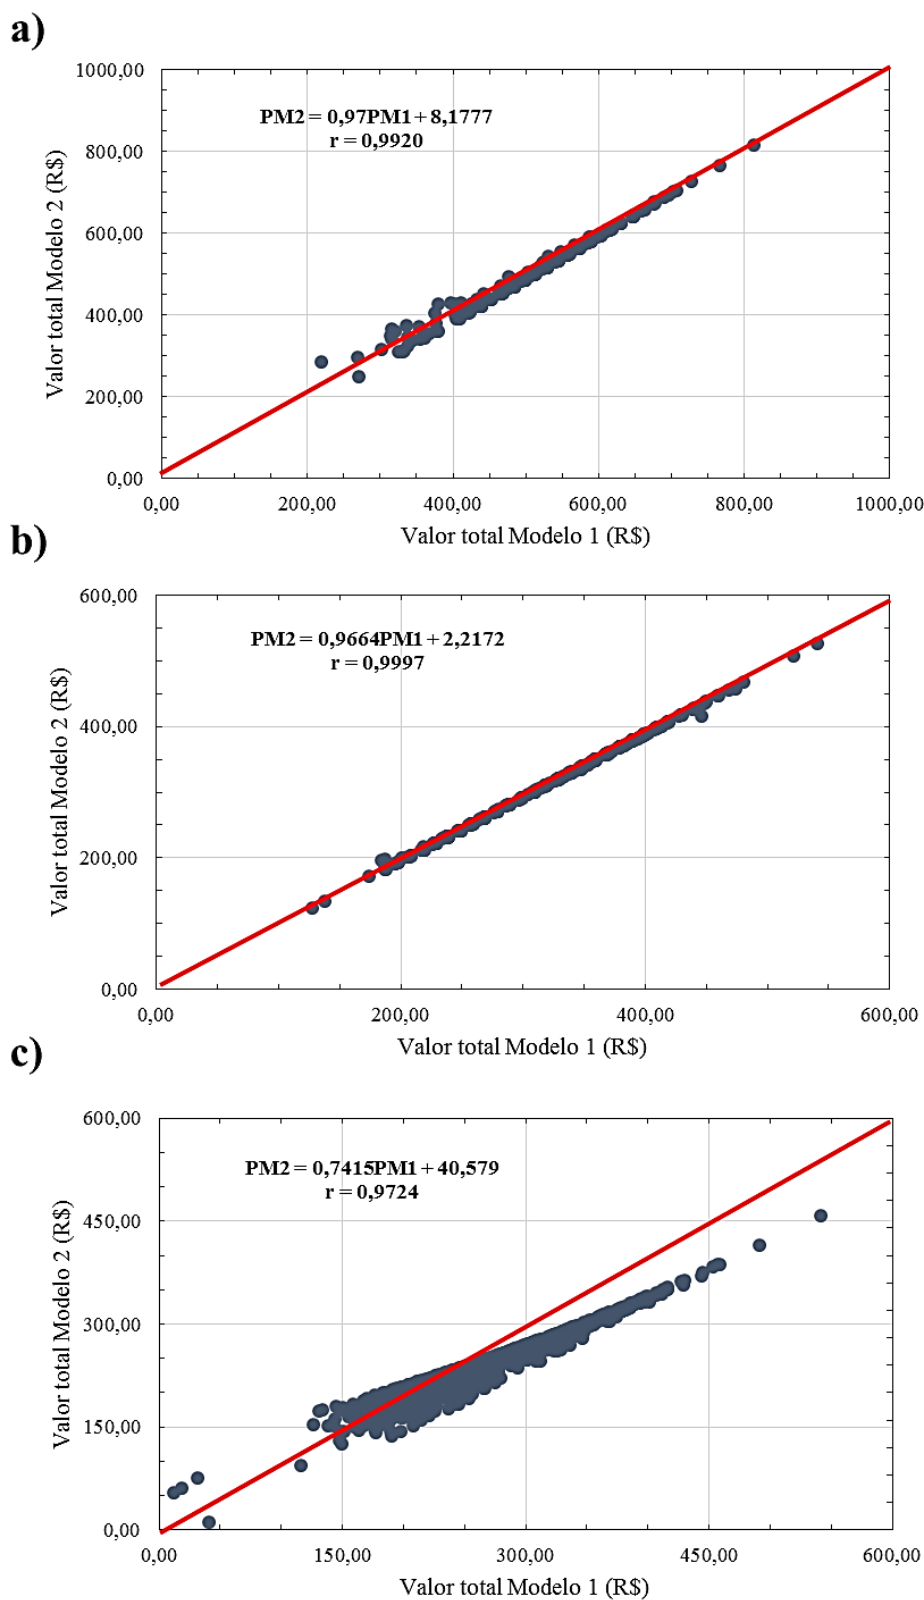 a)
1000,00
PM2 = 0,97PM1 + 8,1777
r = 0,9920
800,00
600,00
400,00
200,00
0,00
Valor total Modelo 2 (R$)
0,00 200,00 400,00 600,00 800,00 1000,00
Valor total Modelo 1 (R$)
b)
600,00
PM2 = 0,9664PM1 + 2,2172
r = 0,9997
400,00
200,00
0,00
Valor total Modelo 2 (R$)
0,00 200,00 400,00 600,00
Valor total Modelo 1 (R$)
c)
600,00
PM2 = 0,7415PM1 + 40,579
r = 0,9724
450,00
300,00
150,00
0,00
Valor total Modelo 2 (R$)
0,00 150,00 300,00 450,00 600,00
Valor total Modelo 1 (R$)